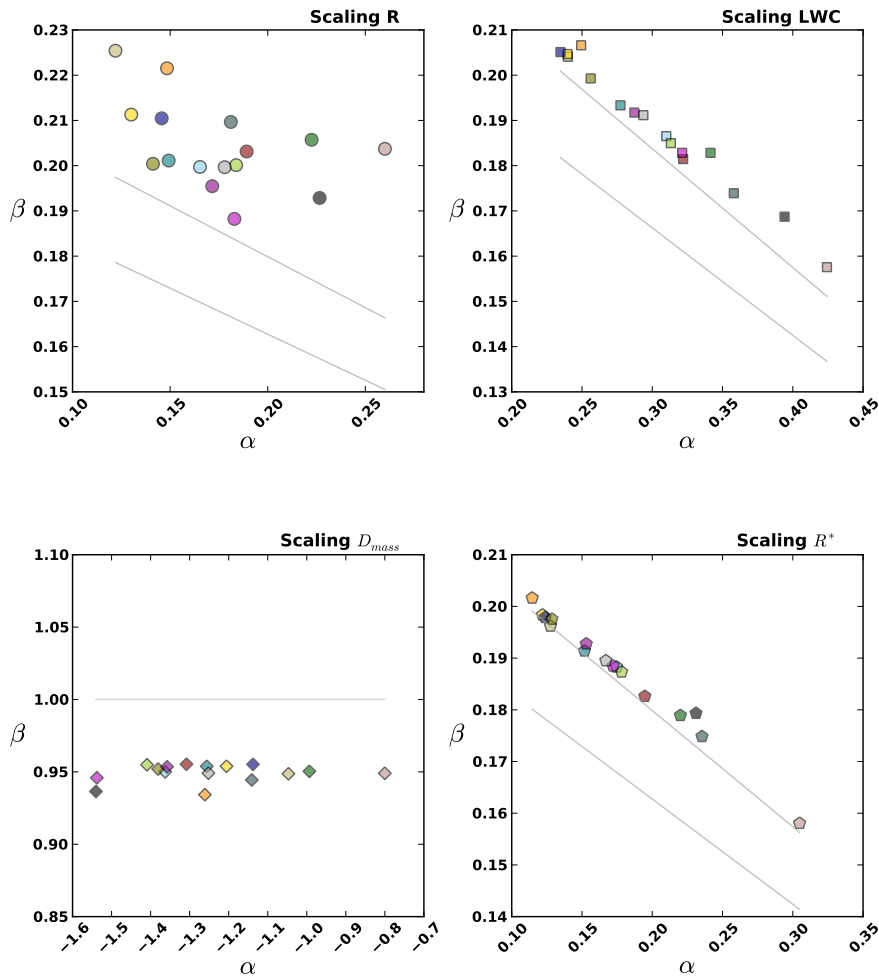 Scaling R
0.23
0.22
0.21
0.20
0.19
0.18
0.17
0.16
0.15
β
0.10 0.15 0.20 0.25
α
Scaling LWC
0.21
0.20
0.19
0.18
0.17
0.16
0.15
0.14
0.13
β
0.20 0.25 0.30 0.35 0.40 0.45
α
Scaling D_mass
1.10
1.05
1.00
0.95
0.90
0.85
β
−1.6 −1.5 −1.4 −1.3 −1.2 −1.1 −1.0 −0.9 −0.8 −0.7
α
Scaling R*
0.21
0.20
0.19
0.18
0.17
0.16
0.15
0.14
β
0.10 0.15 0.20 0.25 0.30 0.35
α